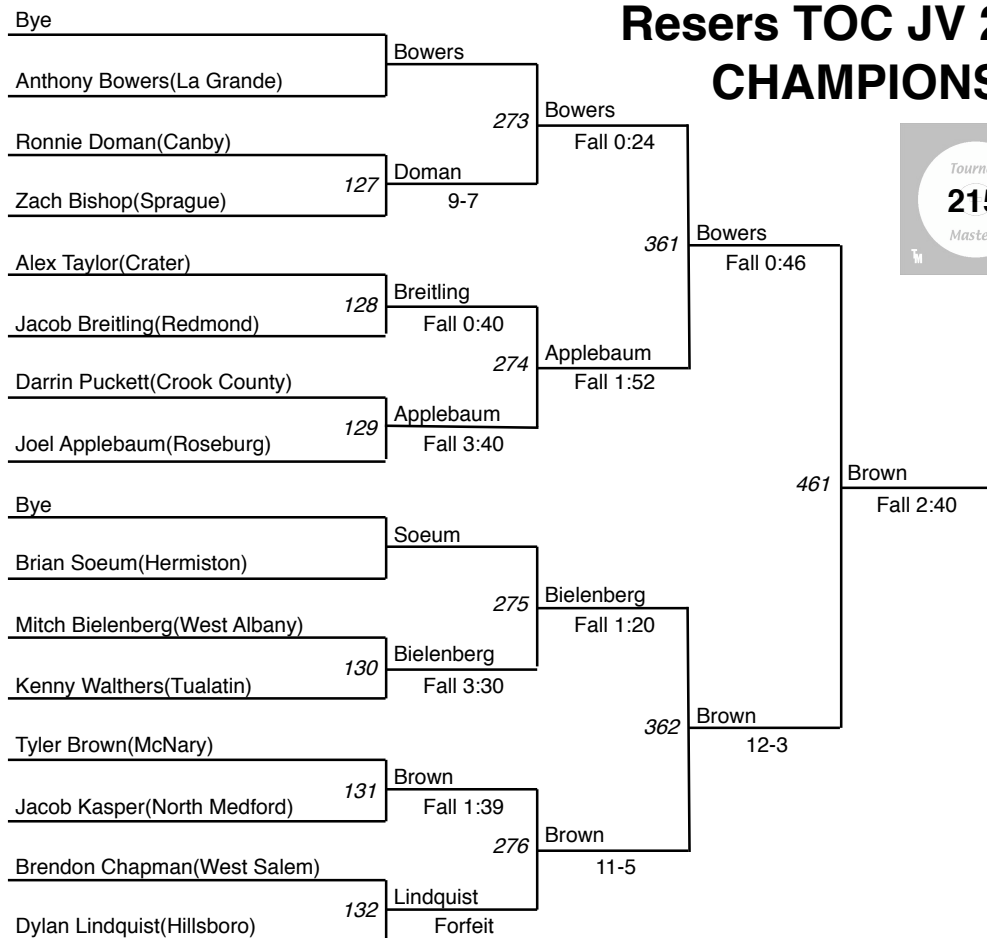 Resers TOC JV 2
CHAMPIONS
Tourn
215
Maste
TM
Bye
Bowers
Anthony Bowers(La Grande)
273
Bowers
Fall 0:24
Ronnie Doman(Canby)
127
Doman
9-7
Zach Bishop(Sprague)
361
Bowers
Fall 0:46
Alex Taylor(Crater)
128
Breitling
Fall 0:40
Jacob Breitling(Redmond)
274
Applebaum
Fall 1:52
Darrin Puckett(Crook County)
129
Applebaum
Fall 3:40
Joel Applebaum(Roseburg)
461
Brown
Fall 2:40
Bye
Soeum
Brian Soeum(Hermiston)
275
Bielenberg
Fall 1:20
Mitch Bielenberg(West Albany)
130
Bielenberg
Fall 3:30
Kenny Walthers(Tualatin)
362
Brown
12-3
Tyler Brown(McNary)
131
Brown
Fall 1:39
Jacob Kasper(North Medford)
276
Brown
11-5
Brendon Chapman(West Salem)
132
Lindquist
Forfeit
Dylan Lindquist(Hillsboro)